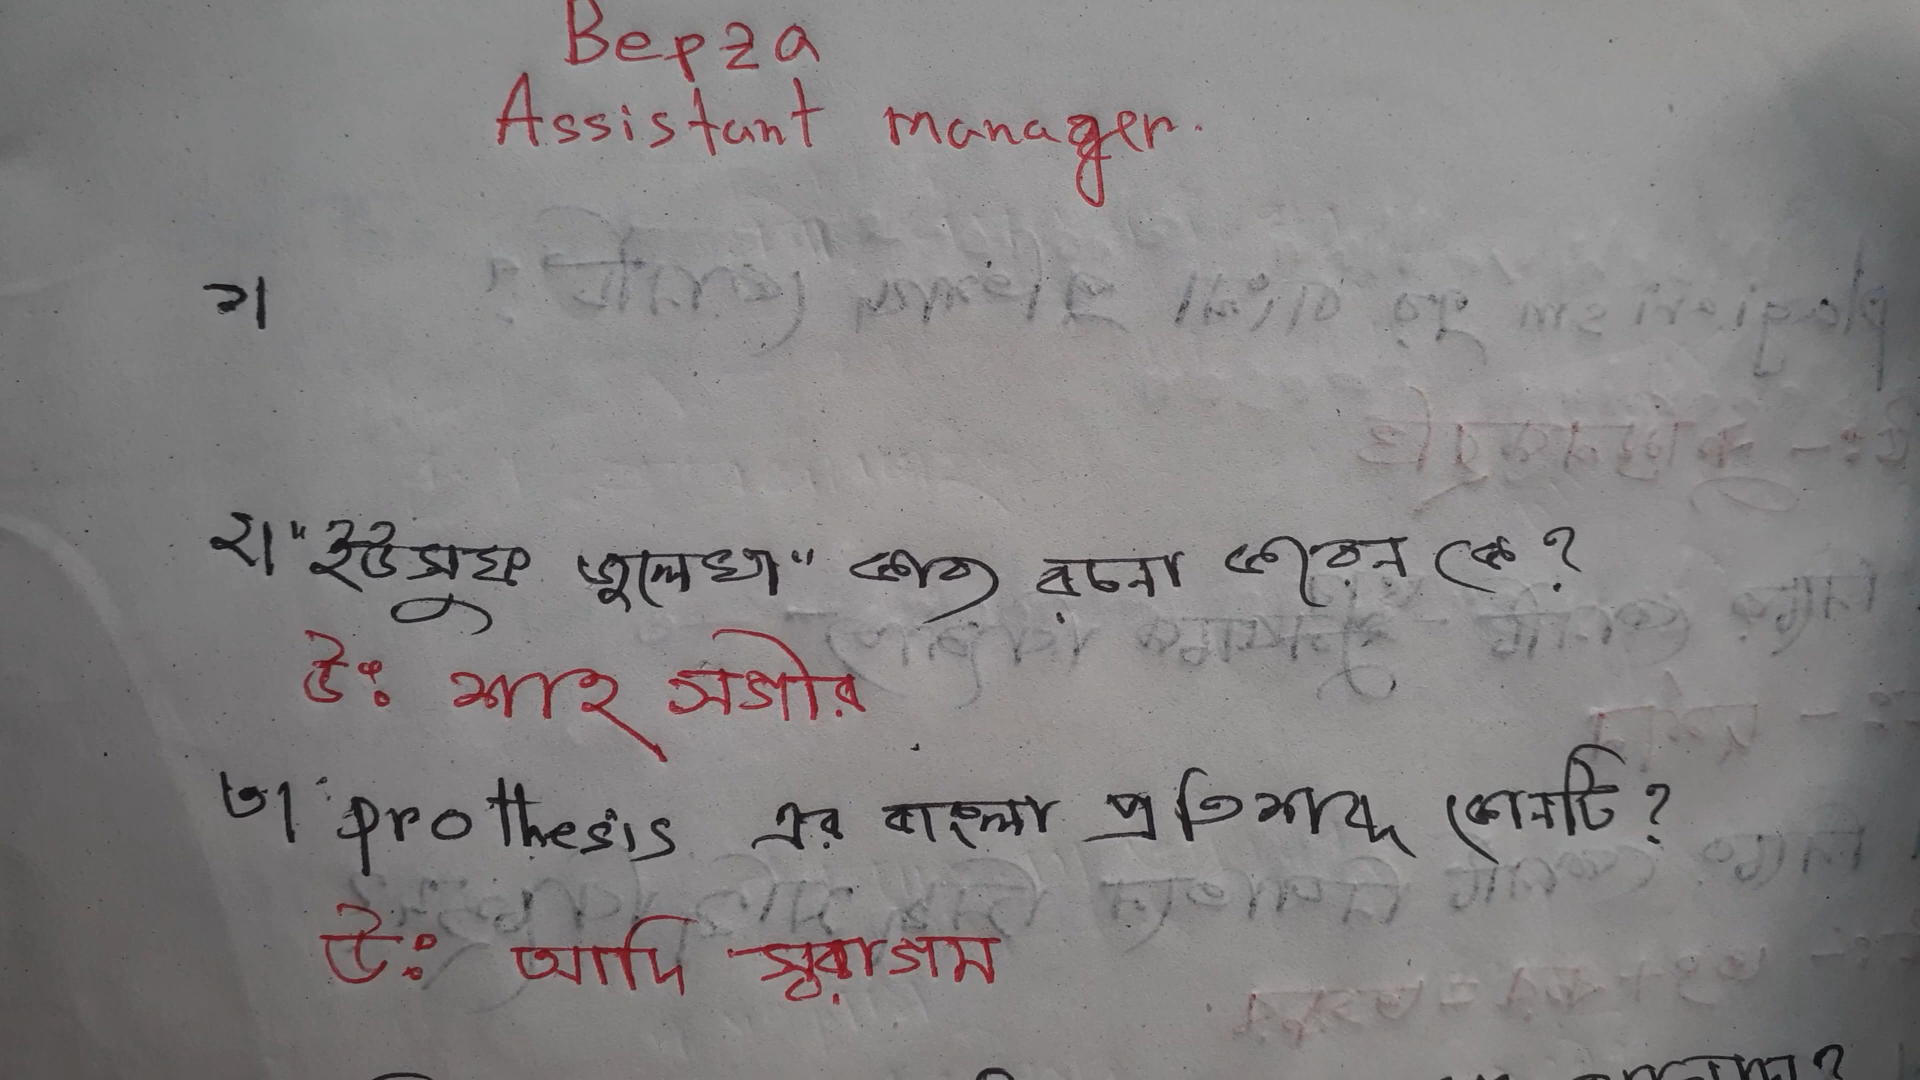 Bepza
Assistant manager.
১।
২। "ইউসুফ জুলেখা" কাব্য রচনা করেন কে?
উঃ শাহ সগীর
৩। prothesis এর বাংলা প্রতিশব্দ কোনটি?
উঃ আদি স্বরাগম